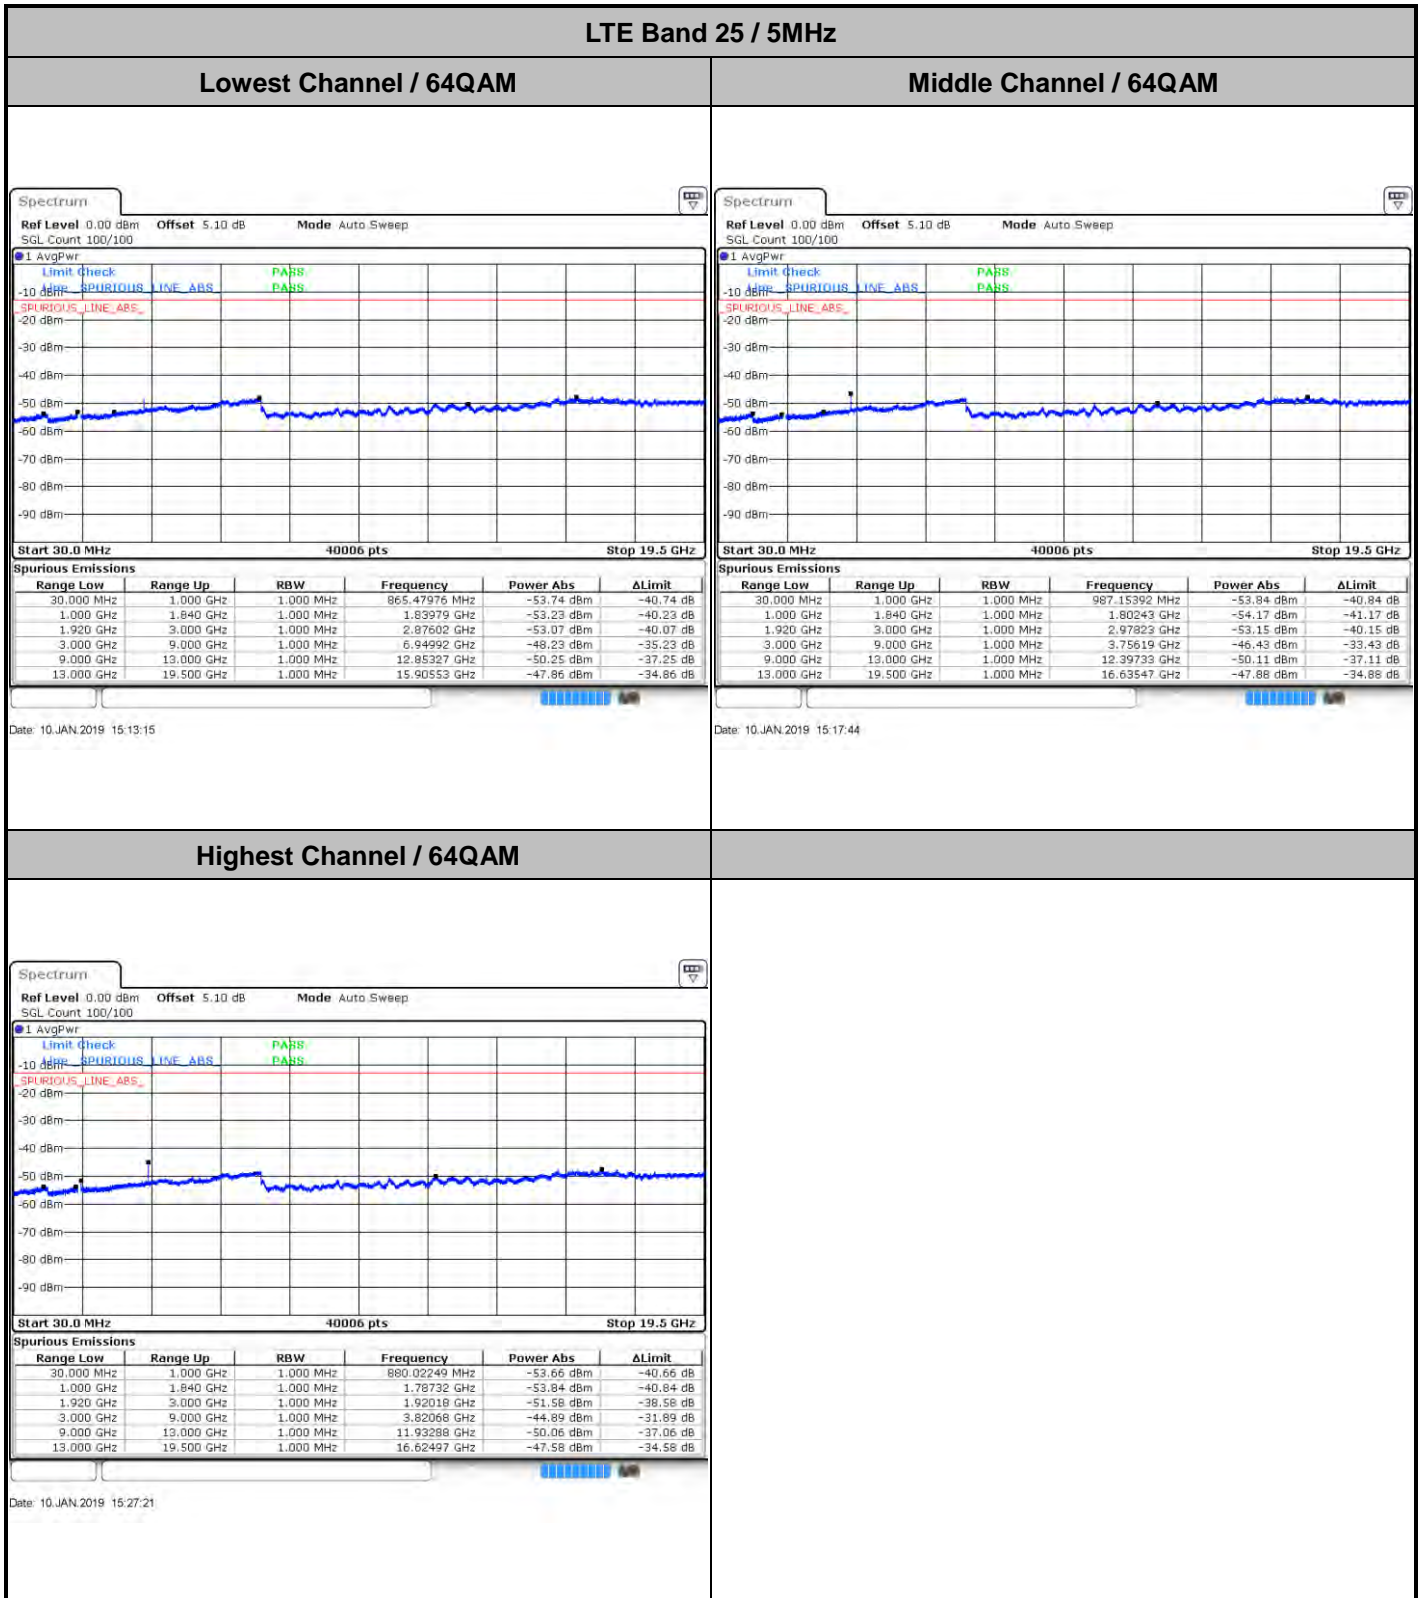 LTE Band 25 / 5MHz
Lowest Channel / 64QAM
Middle Channel / 64QAM
Spectrum
Ref Level 0.00 dBm Offset 5.10 dB Mode Auto Sweep
SGL Count 100/100
1 AvgPwr
Limit Check PASS
-10 dBm Line _SPURIOUS_LINE_ABS_ PASS
_SPURIOUS_LINE_ABS_
-20 dBm
-30 dBm
-40 dBm
-50 dBm
-60 dBm
-70 dBm
-80 dBm
-90 dBm
Start 30.0 MHz 40006 pts Stop 19.5 GHz
Spurious Emissions
Range Low Range Up RBW Frequency Power Abs ΔLimit
30.000 MHz 1.000 GHz 1.000 MHz 865.47976 MHz -53.74 dBm -40.74 dB
1.000 GHz 1.840 GHz 1.000 MHz 1.83979 GHz -53.23 dBm -40.23 dB
1.920 GHz 3.000 GHz 1.000 MHz 2.87602 GHz -53.07 dBm -40.07 dB
3.000 GHz 9.000 GHz 1.000 MHz 6.94992 GHz -48.23 dBm -35.23 dB
9.000 GHz 13.000 GHz 1.000 MHz 12.85327 GHz -50.25 dBm -37.25 dB
13.000 GHz 19.500 GHz 1.000 MHz 15.90553 GHz -47.86 dBm -34.86 dB
Date: 10.JAN.2019 15:13:15
Spectrum
Ref Level 0.00 dBm Offset 5.10 dB Mode Auto Sweep
SGL Count 100/100
1 AvgPwr
Limit Check PASS
-10 dBm Line _SPURIOUS_LINE_ABS_ PASS
_SPURIOUS_LINE_ABS_
-20 dBm
-30 dBm
-40 dBm
-50 dBm
-60 dBm
-70 dBm
-80 dBm
-90 dBm
Start 30.0 MHz 40006 pts Stop 19.5 GHz
Spurious Emissions
Range Low Range Up RBW Frequency Power Abs ΔLimit
30.000 MHz 1.000 GHz 1.000 MHz 987.15392 MHz -53.84 dBm -40.84 dB
1.000 GHz 1.840 GHz 1.000 MHz 1.80243 GHz -54.17 dBm -41.17 dB
1.920 GHz 3.000 GHz 1.000 MHz 2.97823 GHz -53.15 dBm -40.15 dB
3.000 GHz 9.000 GHz 1.000 MHz 3.75619 GHz -46.43 dBm -33.43 dB
9.000 GHz 13.000 GHz 1.000 MHz 12.39733 GHz -50.11 dBm -37.11 dB
13.000 GHz 19.500 GHz 1.000 MHz 16.63547 GHz -47.88 dBm -34.88 dB
Date: 10.JAN.2019 15:17:44
Highest Channel / 64QAM
Spectrum
Ref Level 0.00 dBm Offset 5.10 dB Mode Auto Sweep
SGL Count 100/100
1 AvgPwr
Limit Check PASS
-10 dBm Line _SPURIOUS_LINE_ABS_ PASS
_SPURIOUS_LINE_ABS_
-20 dBm
-30 dBm
-40 dBm
-50 dBm
-60 dBm
-70 dBm
-80 dBm
-90 dBm
Start 30.0 MHz 40006 pts Stop 19.5 GHz
Spurious Emissions
Range Low Range Up RBW Frequency Power Abs ΔLimit
30.000 MHz 1.000 GHz 1.000 MHz 880.02249 MHz -53.66 dBm -40.66 dB
1.000 GHz 1.840 GHz 1.000 MHz 1.78732 GHz -53.84 dBm -40.84 dB
1.920 GHz 3.000 GHz 1.000 MHz 1.92018 GHz -51.58 dBm -38.58 dB
3.000 GHz 9.000 GHz 1.000 MHz 3.82068 GHz -44.89 dBm -31.89 dB
9.000 GHz 13.000 GHz 1.000 MHz 11.93288 GHz -50.06 dBm -37.06 dB
13.000 GHz 19.500 GHz 1.000 MHz 16.62497 GHz -47.58 dBm -34.58 dB
Date: 10.JAN.2019 15:27:21